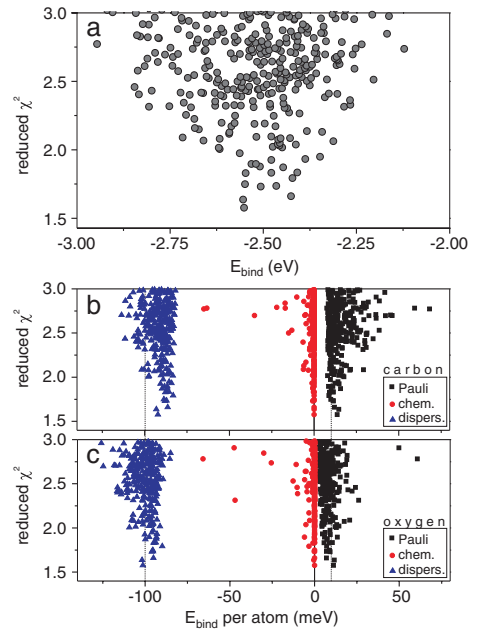 a
3.0
2.5
2.0
1.5
reduced χ²
-3.00 -2.75 -2.50 -2.25 -2.00
E_bind (eV)
b
3.0
2.5
2.0
1.5
reduced χ²
carbon
Pauli
chem.
dispers.
c
3.0
2.5
2.0
1.5
reduced χ²
oxygen
Pauli
chem.
dispers.
-100 -50 0 50
E_bind per atom (meV)